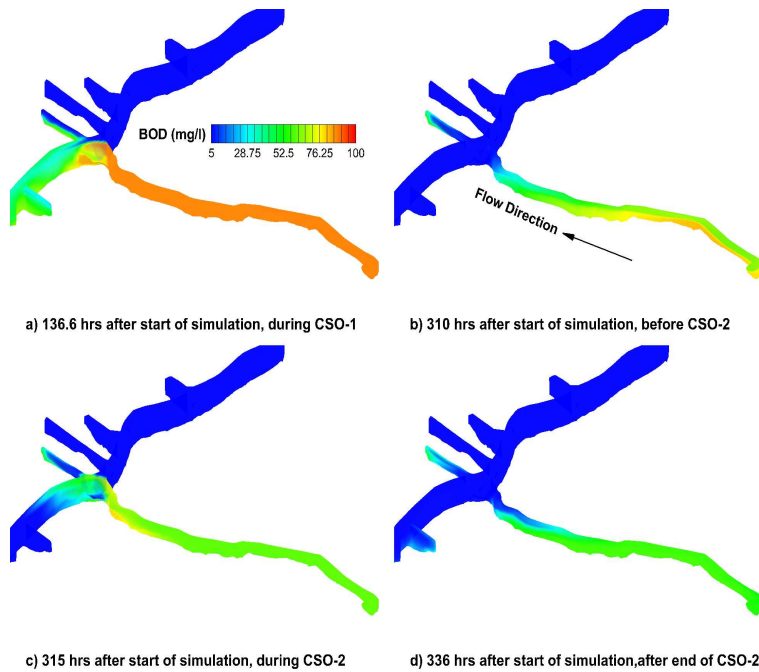 BOD (mg/l)
5 28.75 52.5 76.25 100
Flow Direction
a) 136.6 hrs after start of simulation, during CSO-1
b) 310 hrs after start of simulation, before CSO-2
c) 315 hrs after start of simulation, during CSO-2
d) 336 hrs after start of simulation,after end of CSO-2